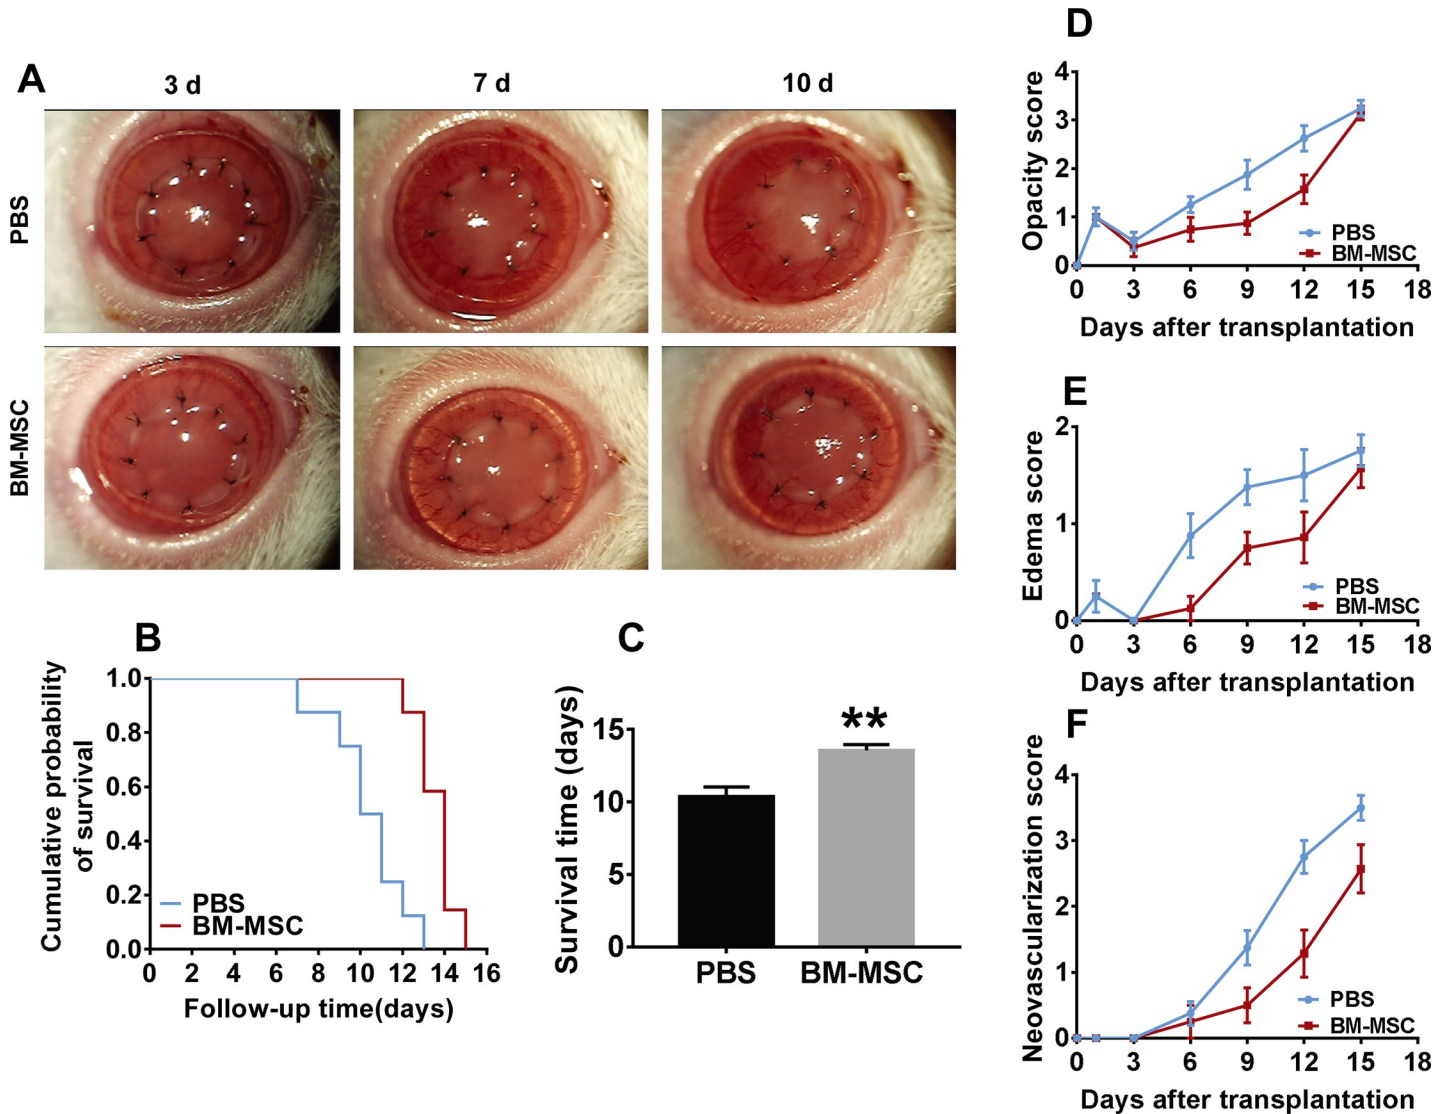 A
3 d
7 d
10 d
PBS
BM-MSC
B
Cumulative probability
of survival
1.0
0.8
0.6
0.4
0.2
0.0
PBS
BM-MSC
0 2 4 6 8 10 12 14 16
Follow-up time(days)
C
Survival time (days)
15
10
5
0
**
PBS
BM-MSC
D
Opacity score
4
3
2
1
0
PBS
BM-MSC
0 3 6 9 12 15 18
Days after transplantation
E
Edema score
2
1
0
PBS
BM-MSC
0 3 6 9 12 15 18
Days after transplantation
F
Neovascularization score
4
3
2
1
0
PBS
BM-MSC
0 3 6 9 12 15 18
Days after transplantation